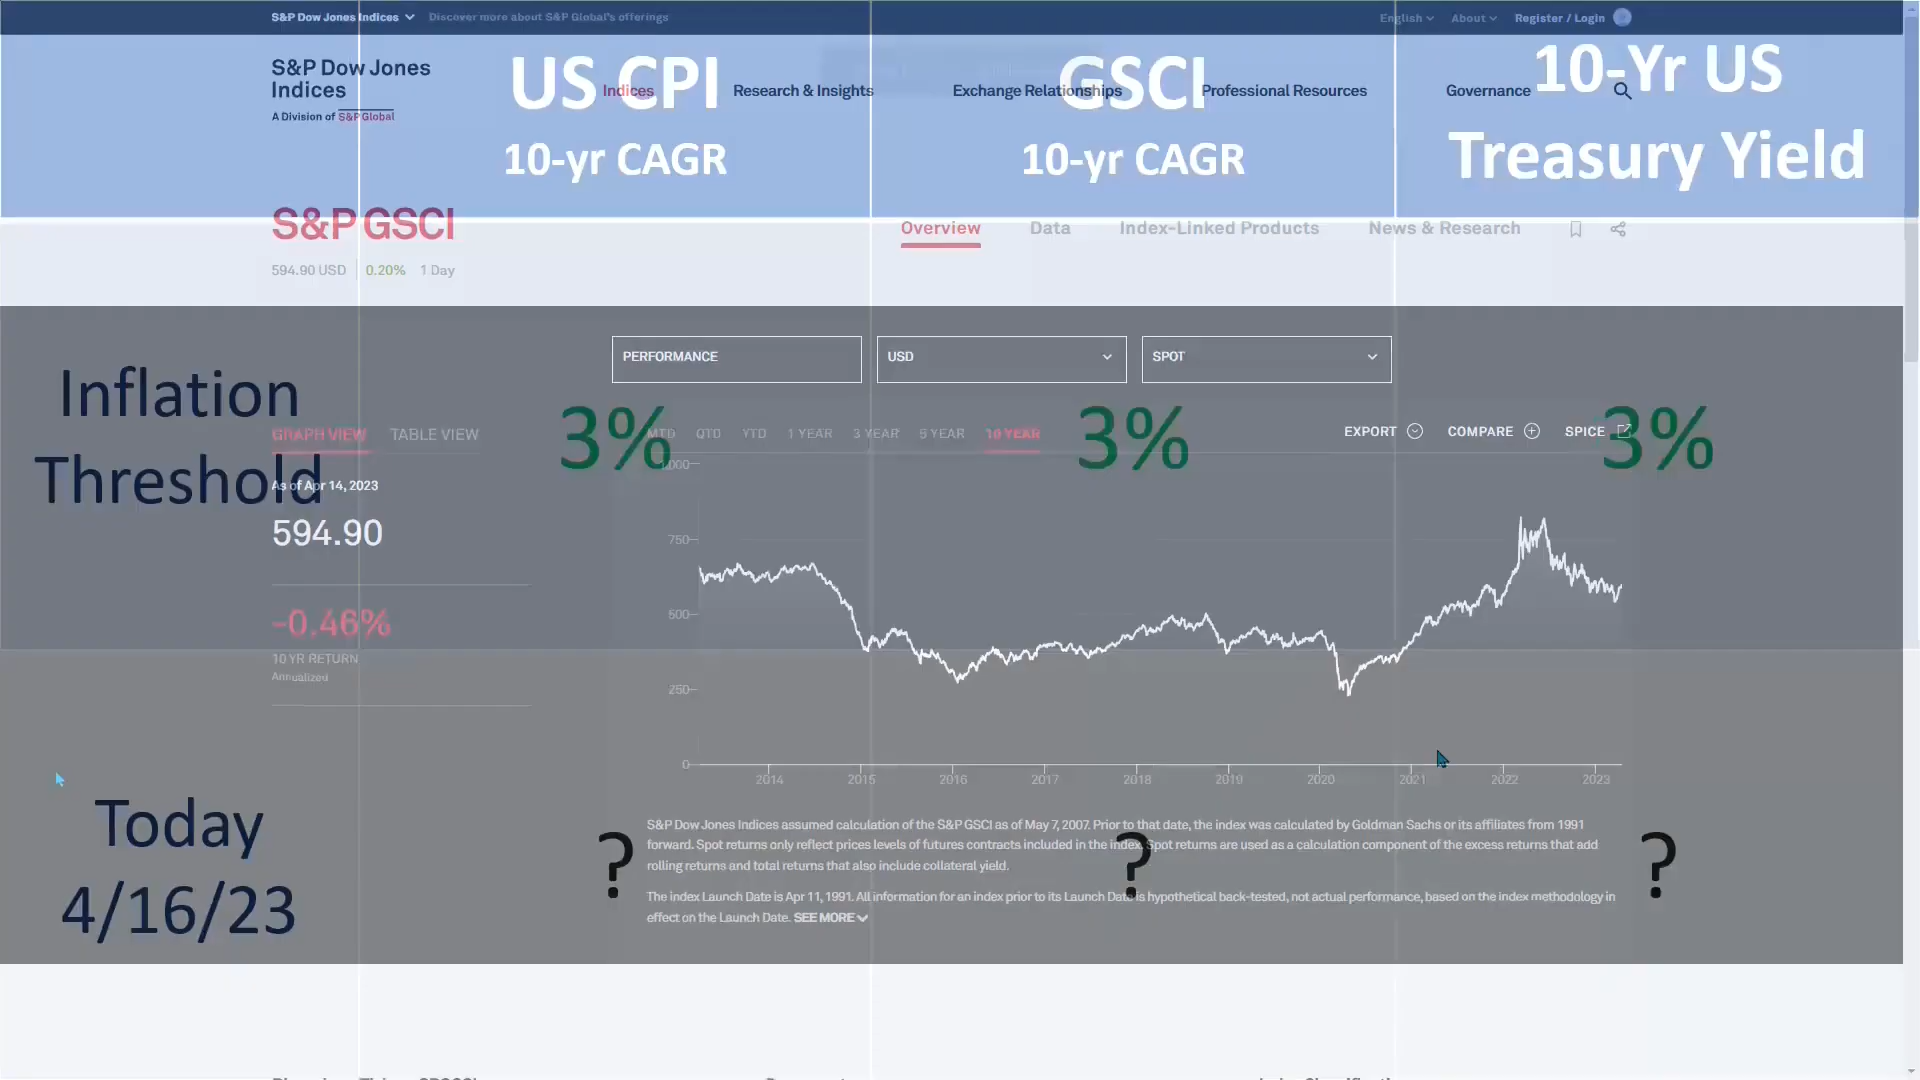 S&P Dow Jones Indices
Discover more about S&P Global's offerings
English
About
Register / Login
S&P Dow Jones
Indices
A Division of S&P Global
Indices
Research & Insights
Exchange Relationships
Professional Resources
Governance
US CPI
10-yr CAGR
GSCI
10-yr CAGR
10-Yr US
Treasury Yield
S&P GSCI
594.90 USD
0.20%
1 Day
Overview
Data
Index-Linked Products
News & Research
PERFORMANCE
USD
SPOT
Inflation
Threshold
3%
3%
3%
GRAPH VIEW
TABLE VIEW
MTD
QTD
YTD
1 YEAR
3 YEAR
5 YEAR
10 YEAR
EXPORT
COMPARE
SPICE
As of Apr 14, 2023
594.90
-0.46%
10 YR RETURN
Annualized
1,000
750
500
250
0
2014
2015
2016
2017
2018
2019
2020
2021
2022
2023
Today
4/16/23
?
?
?
S&P Dow Jones Indices assumed calculation of the S&P GSCI as of May 7, 2007. Prior to that date, the index was calculated by Goldman Sachs or its affiliates from 1991
forward. Spot returns only reflect prices levels of futures contracts included in the index. Spot returns are used as a calculation component of the excess returns that add
rolling returns and total returns that also include collateral yield.
The index Launch Date is Apr 11, 1991. All information for an index prior to its Launch Date is hypothetical back-tested, not actual performance, based on the index methodology in
effect on the Launch Date. SEE MORE